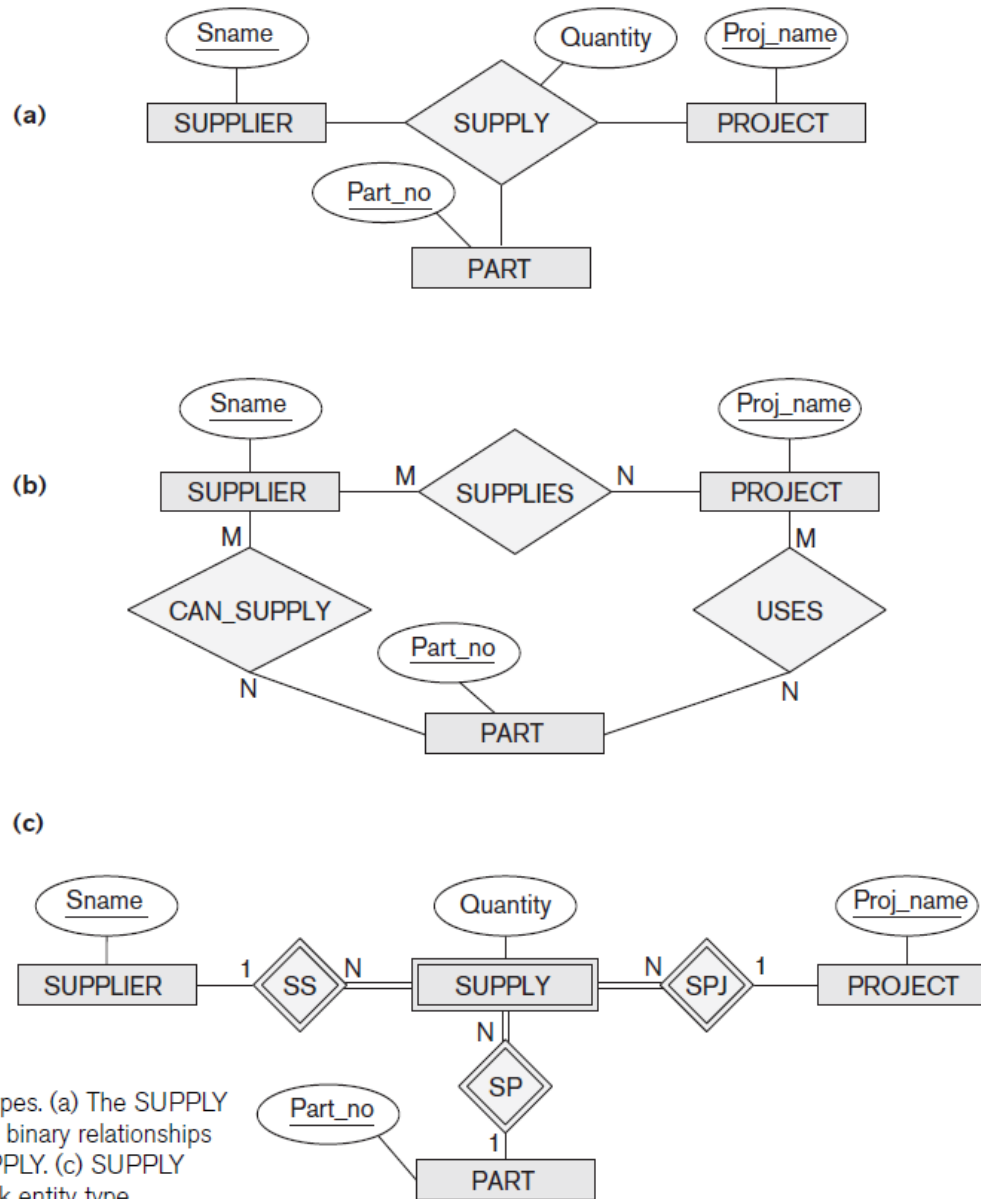 Sname
Quantity
Proj_name
(a)
SUPPLIER
SUPPLY
PROJECT
Part_no
PART
Sname
Proj_name
(b)
SUPPLIER
M
SUPPLIES
N
PROJECT
M
M
CAN_SUPPLY
USES
Part_no
N
N
PART
(c)
Sname
Quantity
Proj_name
SUPPLIER
1
SS
N
SUPPLY
N
SPJ
1
PROJECT
N
SP
Part_no
1
PART
pes. (a) The SUPPLY
binary relationships
PPLY. (c) SUPPLY
k entity type